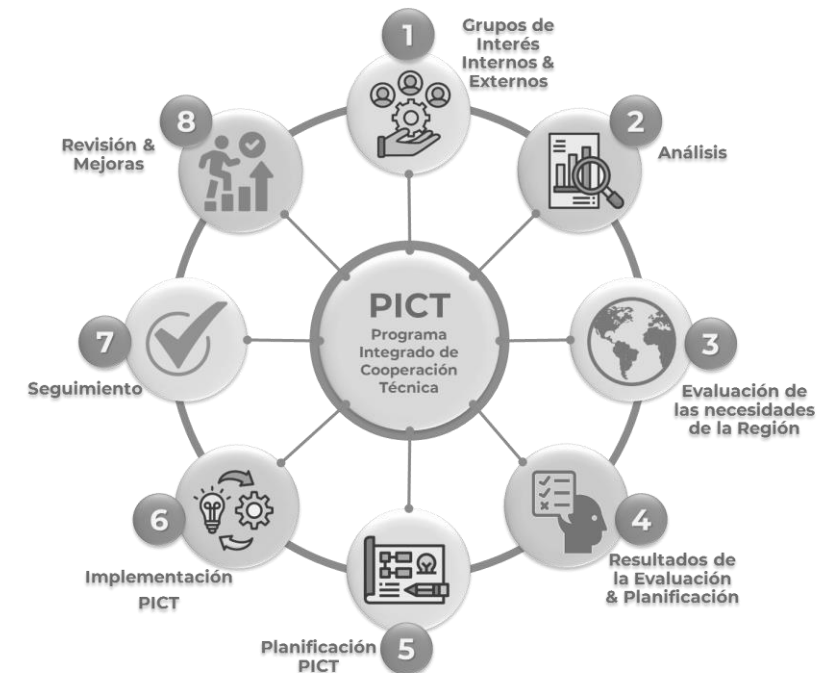 1
Grupos de
Interés
Internos &
Externos
2
Análisis
3
Evaluación de
las necesidades
de la Región
4
Resultados de
la Evaluación
& Planificación
5
Planificación
PICT
6
Implementación
PICT
7
Seguimiento
8
Revisión &
Mejoras
PICT
Programa
Integrado de
Cooperación
Técnica